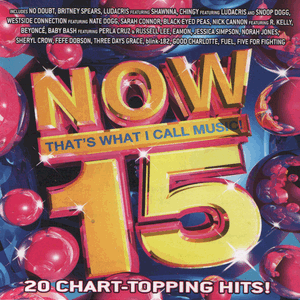 INCLUDES NO DOUBT, BRITNEY SPEARS, LUDACRIS FEATURING SHAWNNA, CHINGY FEATURING LUDACRIS AND SNOOP DOGG,
WESTSIDE CONNECTION FEATURING NATE DOGG, SARAH CONNOR, BLACK EYED PEAS, NICK CANNON FEATURING R. KELLY,
BEYONCÉ, BABY BASH FEATURING PERLA CRUZ & RUSSELL LEE, EAMON, JESSICA SIMPSON, NORAH JONES,
SHERYL CROW, FEFE DOBSON, THREE DAYS GRACE, blink-182, GOOD CHARLOTTE, FUEL, FIVE FOR FIGHTING
NOW
THAT'S WHAT I CALL MUSIC!
15
20 CHART-TOPPING HITS!